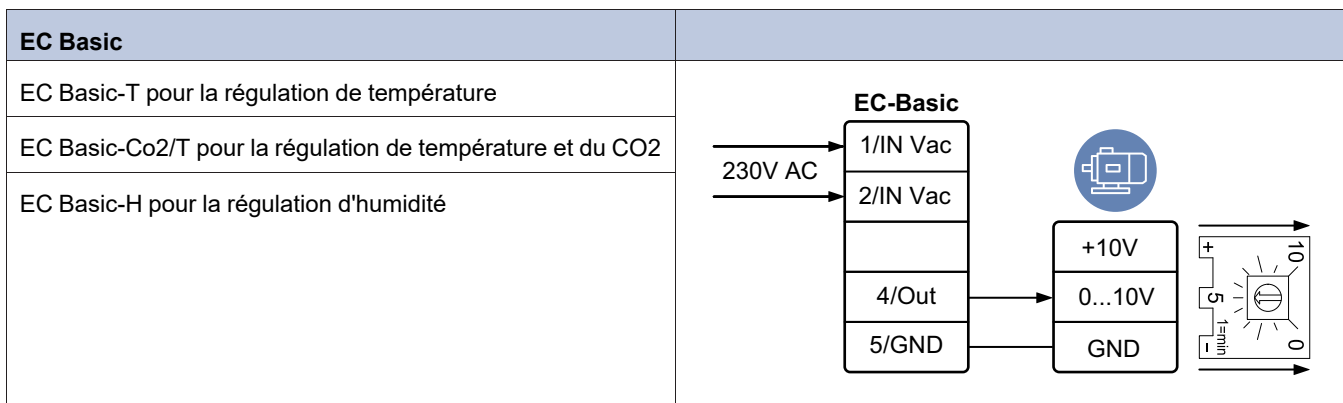 EC Basic
EC Basic-T pour la régulation de température
EC Basic-Co2/T pour la régulation de température et du CO2
EC Basic-H pour la régulation d'humidité
EC-Basic
230V AC
1/IN Vac
2/IN Vac
4/Out
5/GND
+10V
0...10V
GND
+
10
5
1=min
-
0